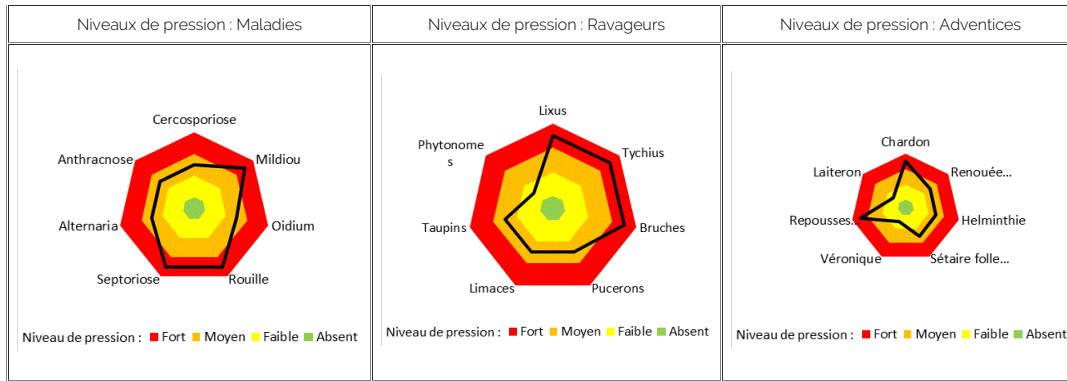 Niveaux de pression : Maladies
Niveaux de pression : Ravageurs
Niveaux de pression : Adventices
Cercosporiose
Mildiou
Oidium
Rouille
Septoriose
Alternaria
Anthracnose
Niveau de pression : Fort Moyen Faible Absent
Lixus
Tychius
Bruches
Pucerons
Limaces
Taupins
Phytonome
s
Niveau de pression : Fort Moyen Faible Absent
Chardon
Renouée...
Helminthie
Sétaire folle...
Véronique
Repousses...
Laiteron
Niveau de pression : Fort Moyen Faible Absent